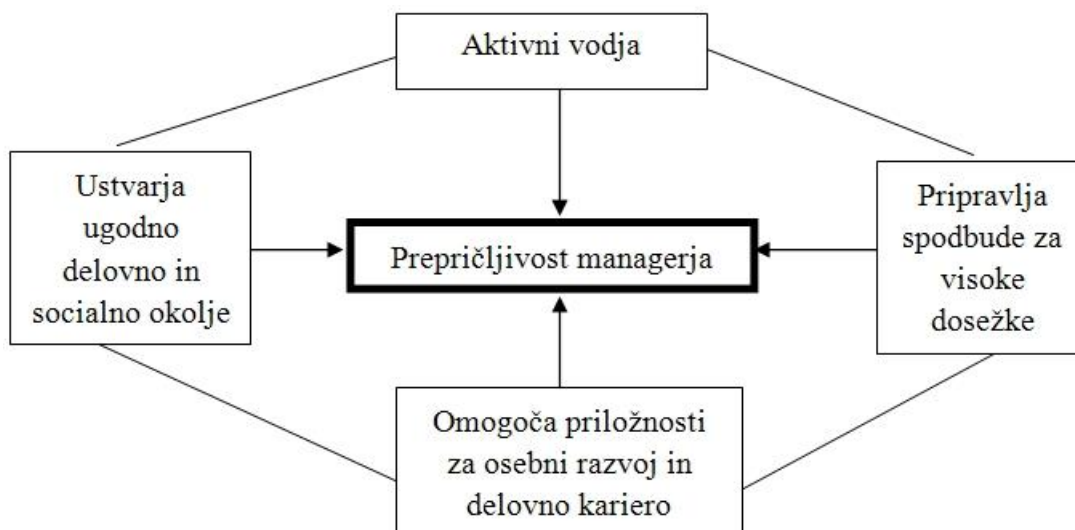 Aktivni vodja
Ustvarja
ugodno
delovno in
socialno okolje
Prepričljivost managerja
Pripravlja
spodbude za
visoke
dosežke
Omogoča priložnosti
za osebni razvoj in
delovno kariero